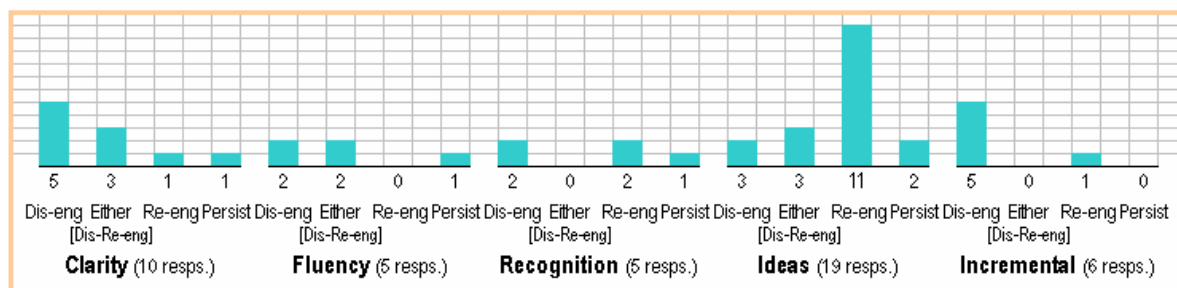 5 3 1 1 2 2 0 1 2 0 2 1 3 3 11 2 5 0 1 0
Dis-eng Either Re-eng Persist Dis-eng Either Re-eng Persist Dis-eng Either Re-eng Persist Dis-eng Either Re-eng Persist Dis-eng Either Re-eng Persist
[Dis-Re-eng] [Dis-Re-eng] [Dis-Re-eng] [Dis-Re-eng] [Dis-Re-eng]
Clarity (10 resps.) Fluency (5 resps.) Recognition (5 resps.) Ideas (19 resps.) Incremental (6 resps.)